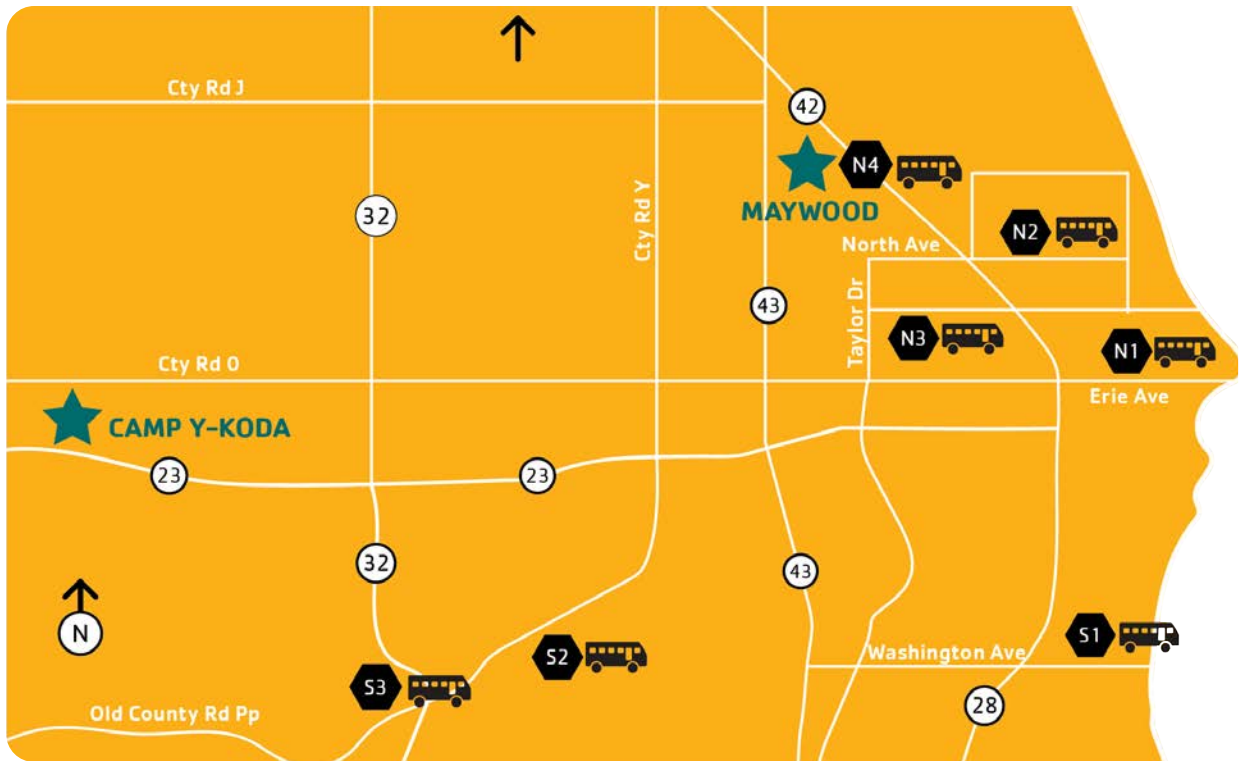 Cty Rd J
42
N4
MAYWOOD
32
Cty Rd Y
N2
North Ave
43
Taylor Dr
N3
N1
Cty Rd O
Erie Ave
CAMP Y-KODA
23
23
32
43
N
S1
S2
Washington Ave
S3
28
Old County Rd Pp